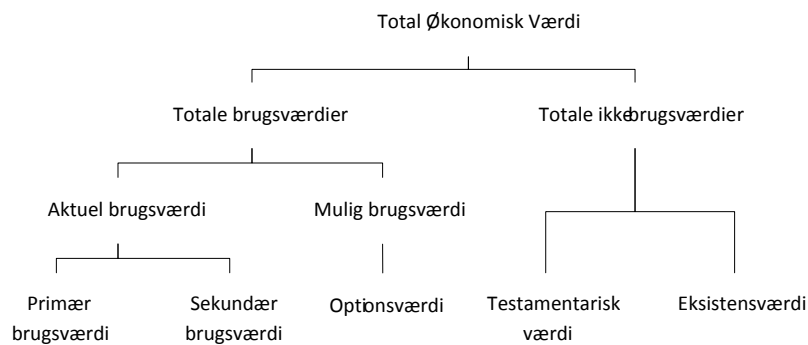 Total Økonomisk Værdi
Totale brugsværdier
Totale ikkebrugsværdier
Aktuel brugsværdi
Mulig brugsværdi
Primær
brugsværdi
Sekundær
brugsværdi
Optionsværdi
Testamentarisk
værdi
Eksistensværdi